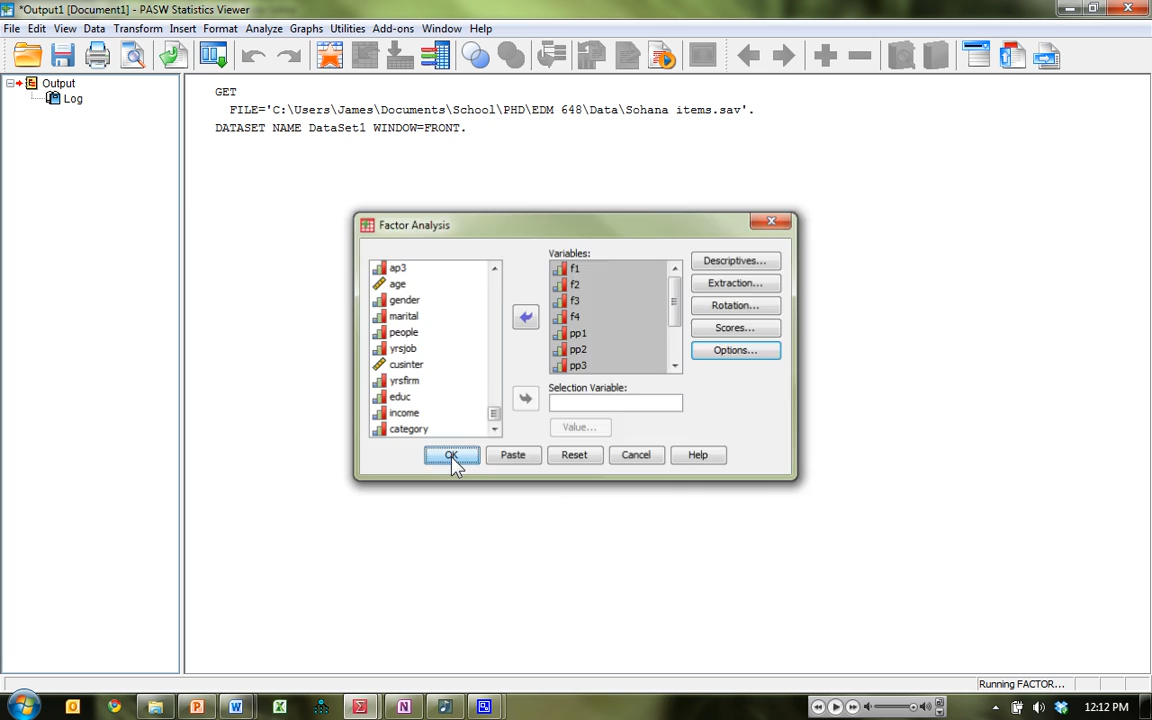 *Output1 [Document1] - PASW Statistics Viewer
File Edit View Data Transform Insert Format Analyze Graphs Utilities Add-ons Window Help
Output
Log
GET
FILE='C:\Users\James\Documents\School\PHD\EDM 648\Data\Sohana items.sav'.
DATASET NAME DataSet1 WINDOW=FRONT.
Factor Analysis
ap3
age
gender
marital
people
yrsjob
cusinter
yrsfirm
educ
income
category
Variables:
f1
f2
f3
f4
pp1
pp2
pp3
Selection Variable:
Value...
Descriptives...
Extraction...
Rotation...
Scores...
Options...
OK Paste Reset Cancel Help
Running FACTOR...
12:12 PM